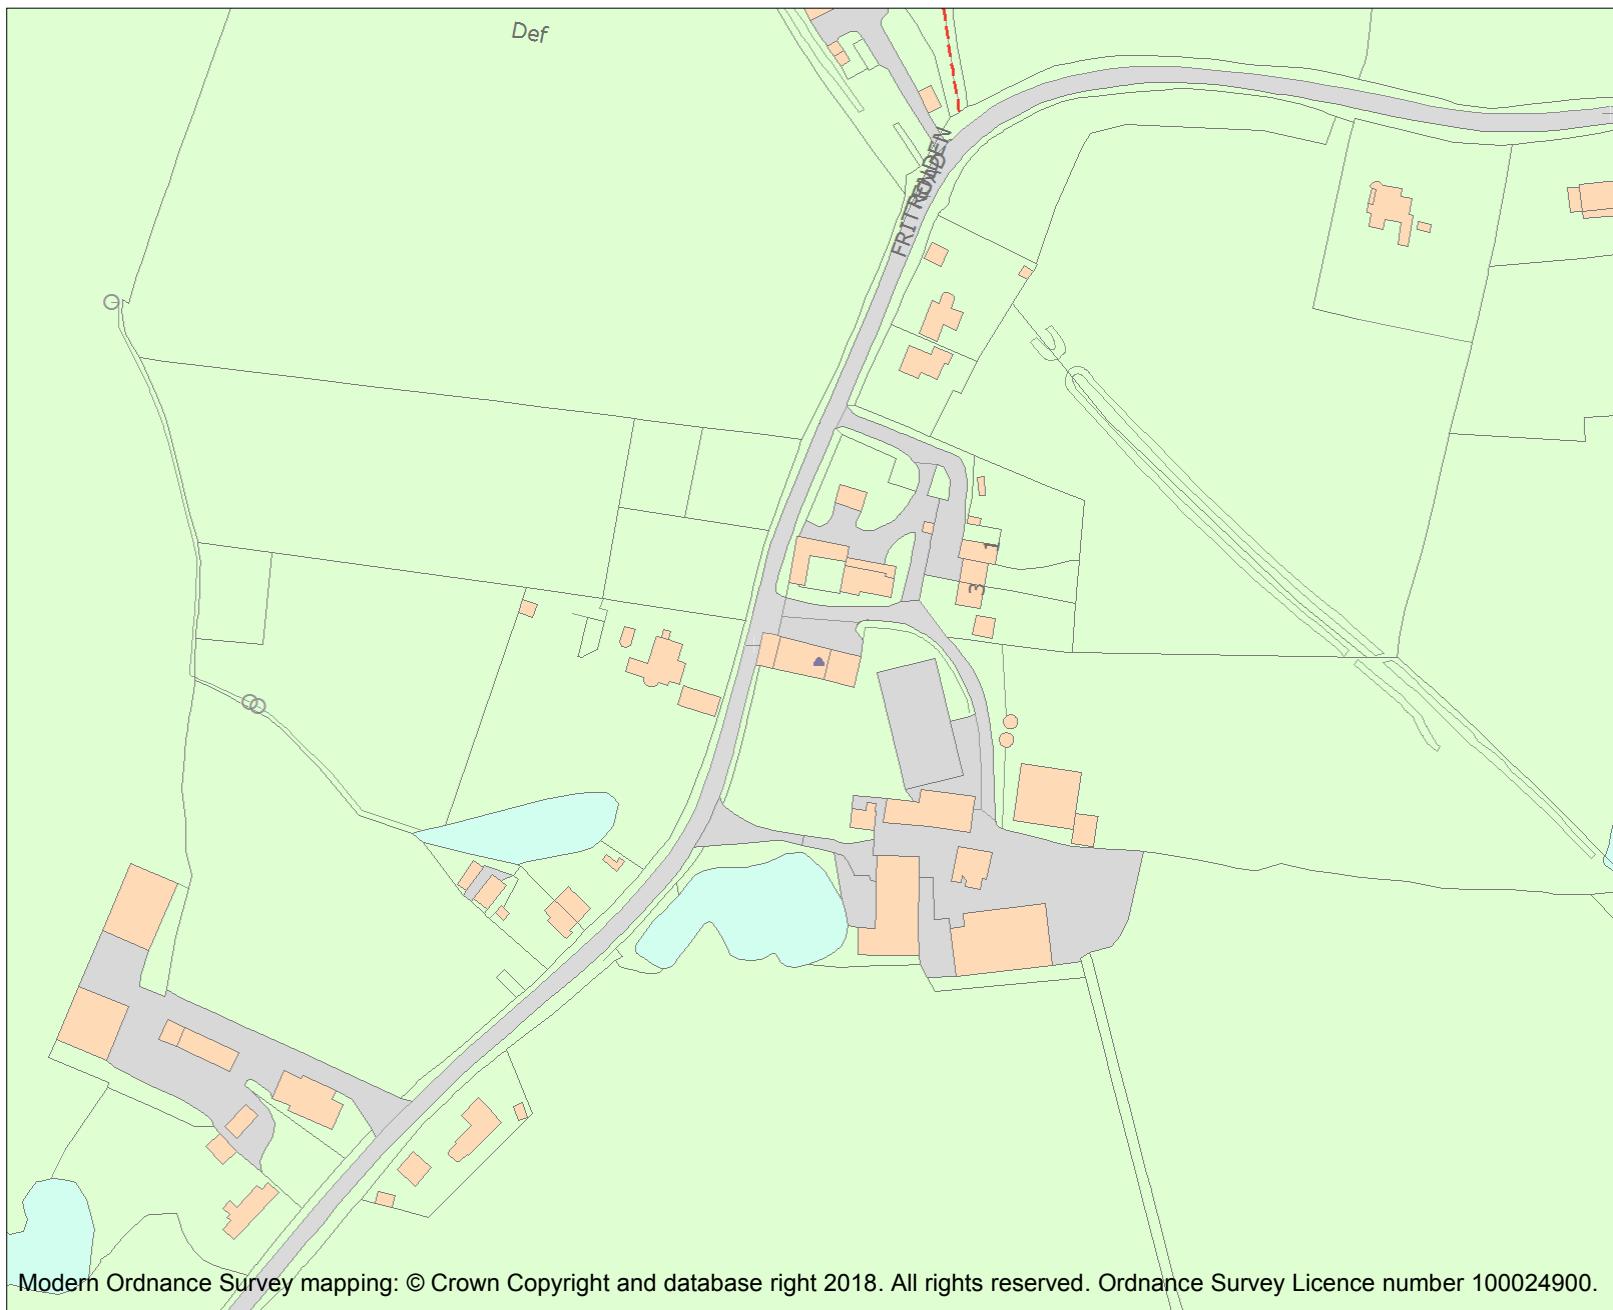 Def
FRITTENDEN
ROAD
1
3
Modern Ordnance Survey mapping: © Crown Copyright and database right 2018. All rights reserved. Ordnance Survey Licence number 100024900.